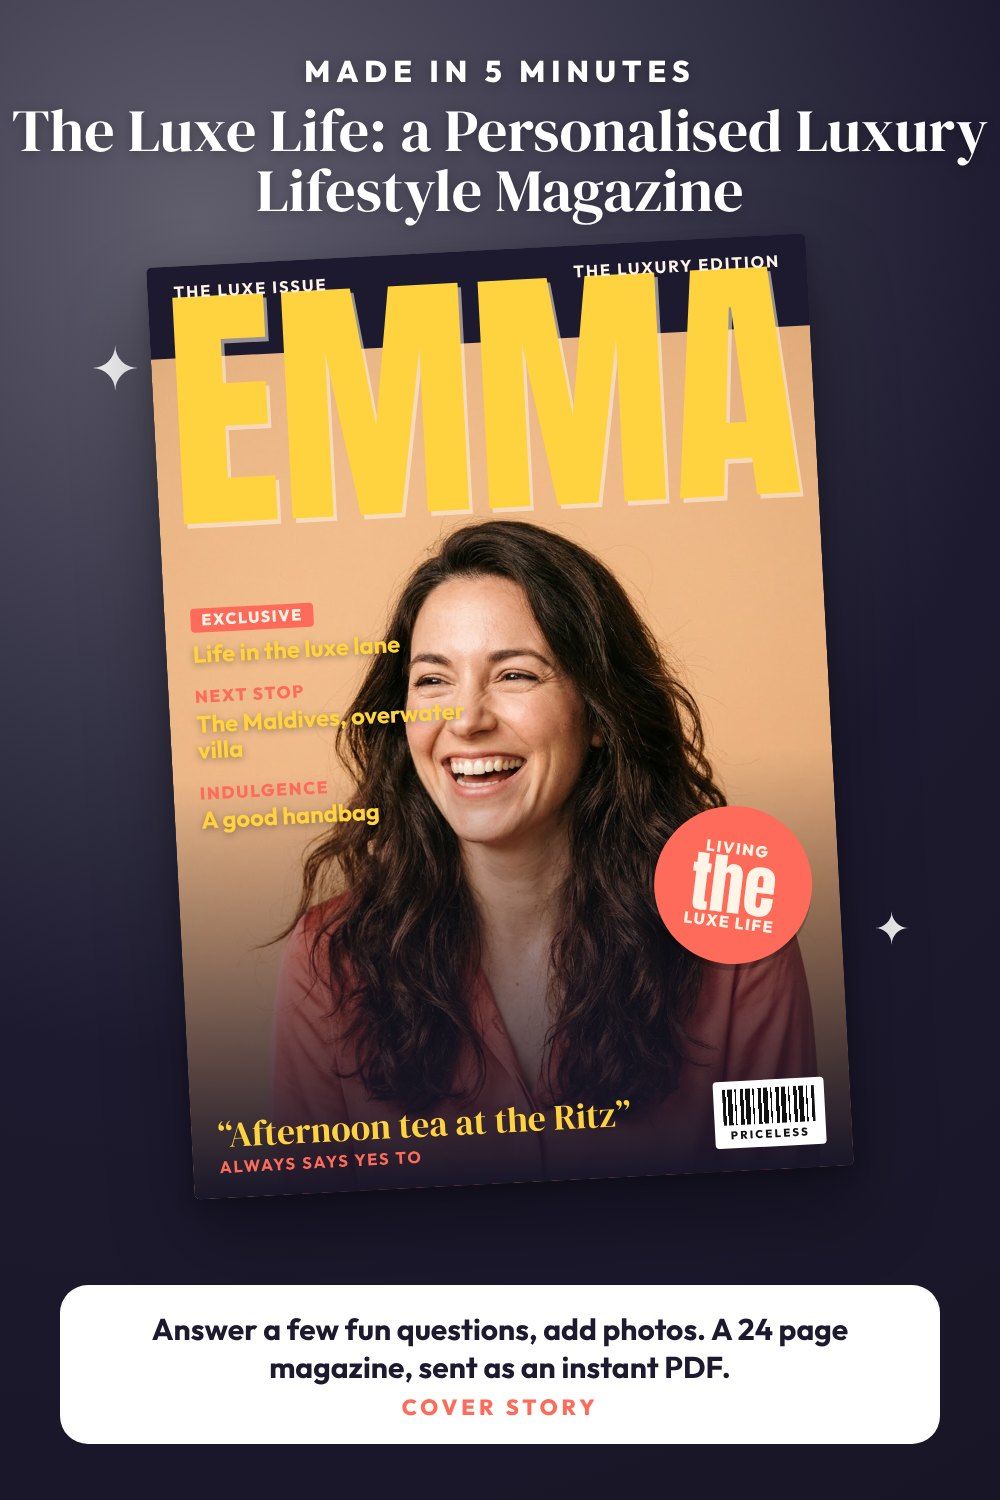 MADE IN 5 MINUTES
The Luxe Life: a Personalised Luxury
Lifestyle Magazine
THE LUXE ISSUE
THE LUXURY EDITION
EMMA
EXCLUSIVE
Life in the luxe lane
NEXT STOP
The Maldives, overwater
villa
INDULGENCE
A good handbag
LIVING
the
LUXE LIFE
“Afternoon tea at the Ritz”
ALWAYS SAYS YES TO
PRICELESS
Answer a few fun questions, add photos. A 24 page
magazine, sent as an instant PDF.
COVER STORY